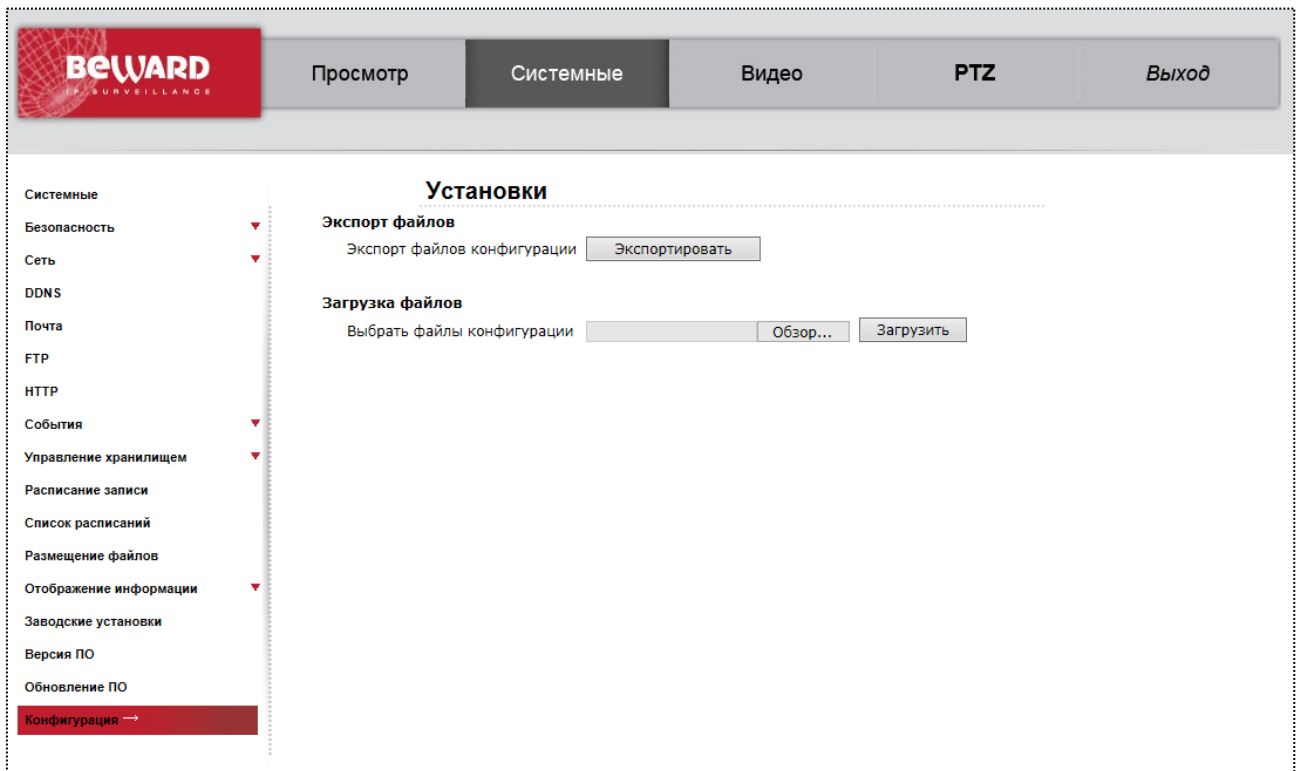 BEWARD
IP SURVEILLANCE
Просмотр
Системные
Видео
PTZ
Выход
Системные
Безопасность
Сеть
DDNS
Почта
FTP
HTTP
События
Управление хранилищем
Расписание записи
Список расписаний
Размещение файлов
Отображение информации
Заводские установки
Версия ПО
Обновление ПО
Конфигурация →
Установки
Экспорт файлов
Экспорт файлов конфигурации Экспортировать
Загрузка файлов
Выбрать файлы конфигурации Обзор... Загрузить